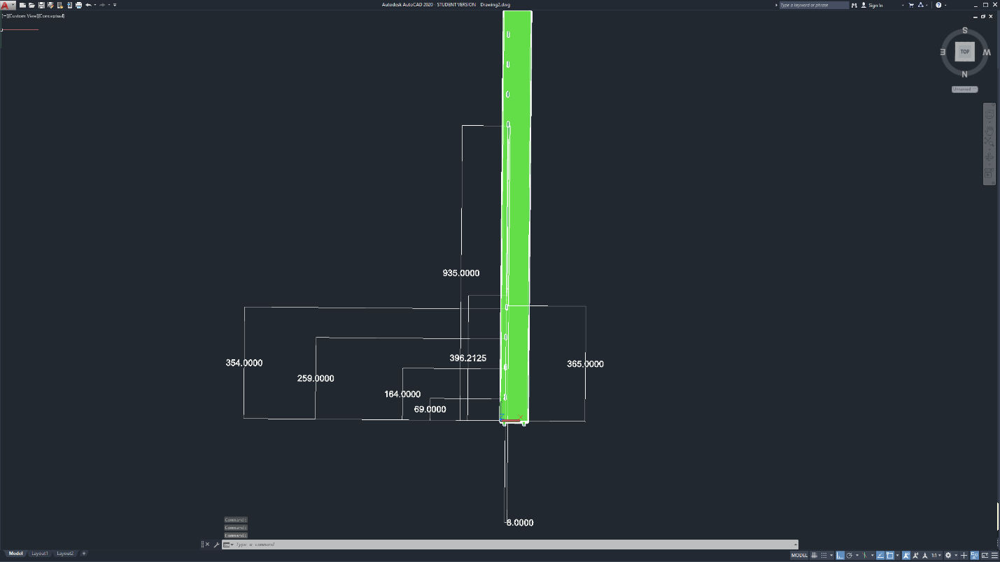 Autodesk AutoCAD 2020 - STUDENT VERSION Drawing2.dwg
Type a keyword or phrase
Sign In
[−][Custom View][Conceptual]
S
E
TOP
W
N
Unnamed
935.0000
396.2125
354.0000
365.0000
259.0000
164.0000
69.0000
Z
X
8.0000
Command:
Command:
Command:
Type a command
Model
Layout1
Layout2
+
MODEL
1:1